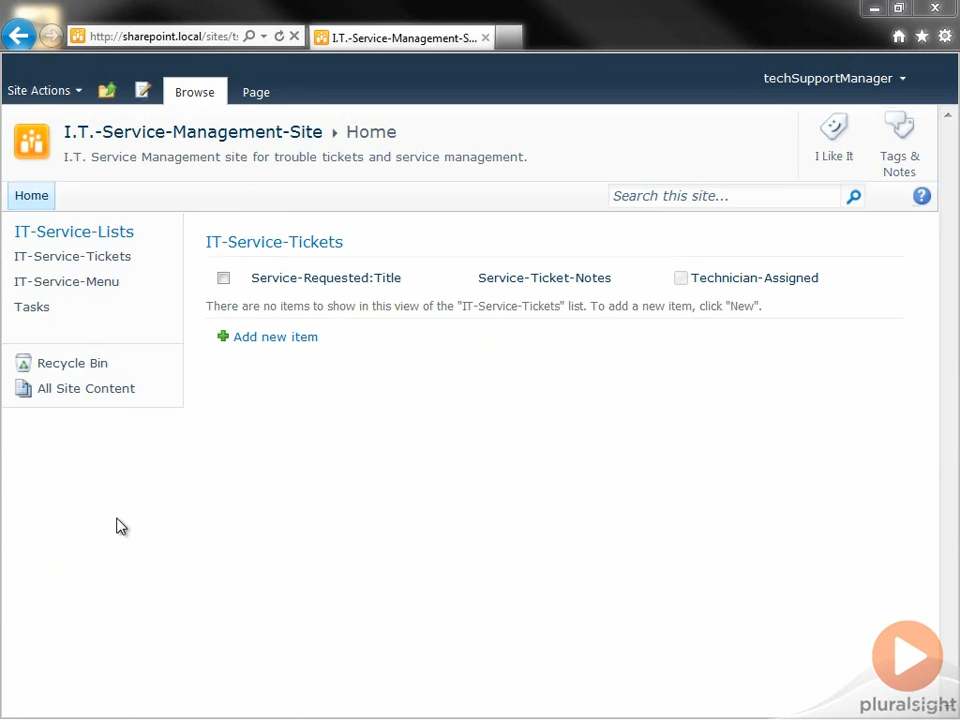 http://sharepoint.local/sites/ts
I.T.-Service-Management-S...
Site Actions
Browse
Page
techSupportManager
I.T.-Service-Management-Site
Home
I.T. Service Management site for trouble tickets and service management.
I Like It
Tags &
Notes
Home
Search this site...
IT-Service-Lists
IT-Service-Tickets
IT-Service-Menu
Tasks
Recycle Bin
All Site Content
IT-Service-Tickets
Service-Requested:Title
Service-Ticket-Notes
Technician-Assigned
There are no items to show in this view of the "IT-Service-Tickets" list. To add a new item, click "New".
Add new item
pluralsight